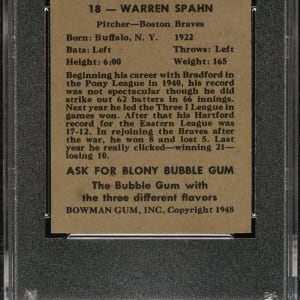 18 — WARREN SPAHN
Pitcher—Boston Braves
Born: Buffalo, N. Y. 1922
Bats: Left Throws: Left
Height: 6:00 Weight: 165
Beginning his career with Bradford in
the Pony League in 1940, his record
was not spectacular though he did
strike out 62 batters in 66 innings.
Next year he led the Three I League in
games won. After that his Hartford
record for the Eastern League was
17-12. In rejoining the Braves after
the war, he won 8 and lost 5. Last
year he really clicked—winning 21—
losing 10.
ASK FOR BLONY BUBBLE GUM
The Bubble Gum with
the three different flavors
BOWMAN GUM, INC. Copyright 1948